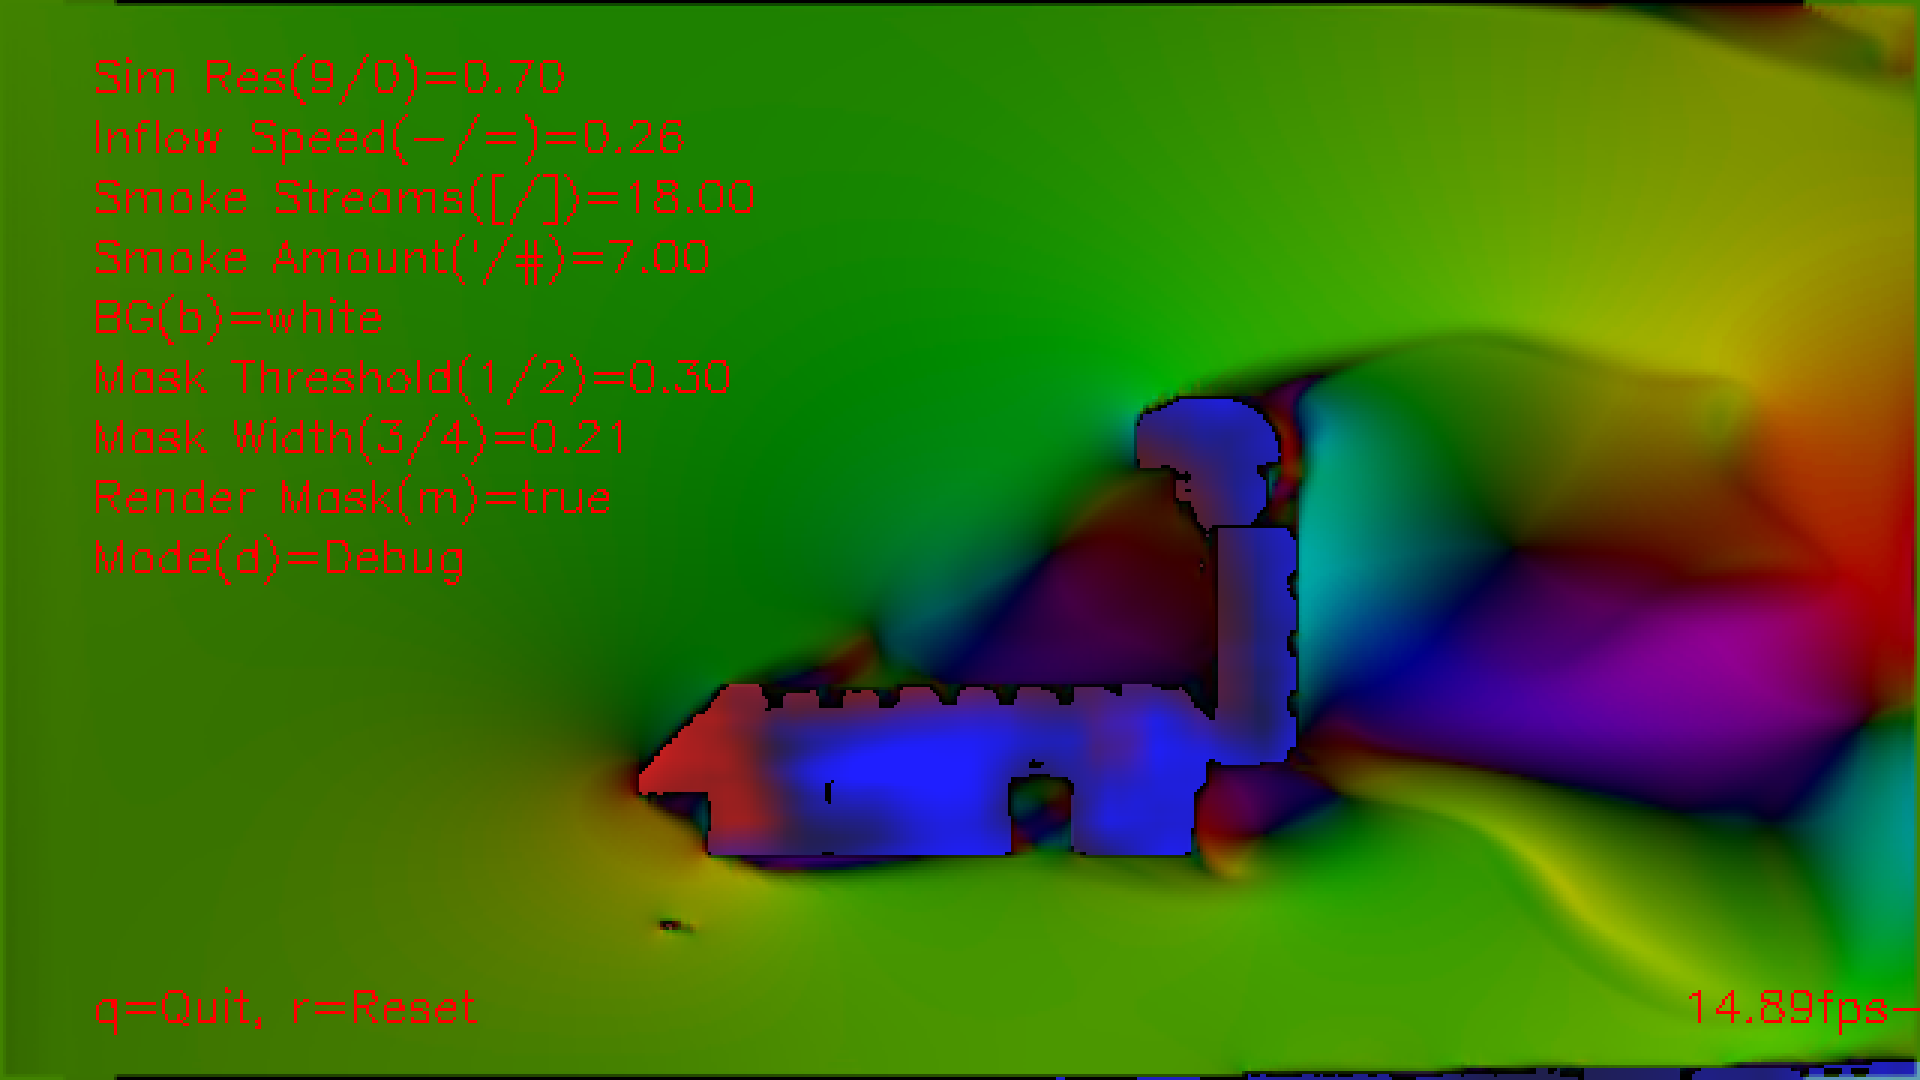 Sim Res(9/0)=0.70
Inflow Speed(-/=)=0.26
Smoke Streams([/])=18.00
Smoke Amount('/#)=7.00
BG(b)=white
Mask Threshold(1/2)=0.30
Mask Width(3/4)=0.21
Render Mask(m)=true
Mode(d)=Debug
q=Quit, r=Reset
14.89fps-